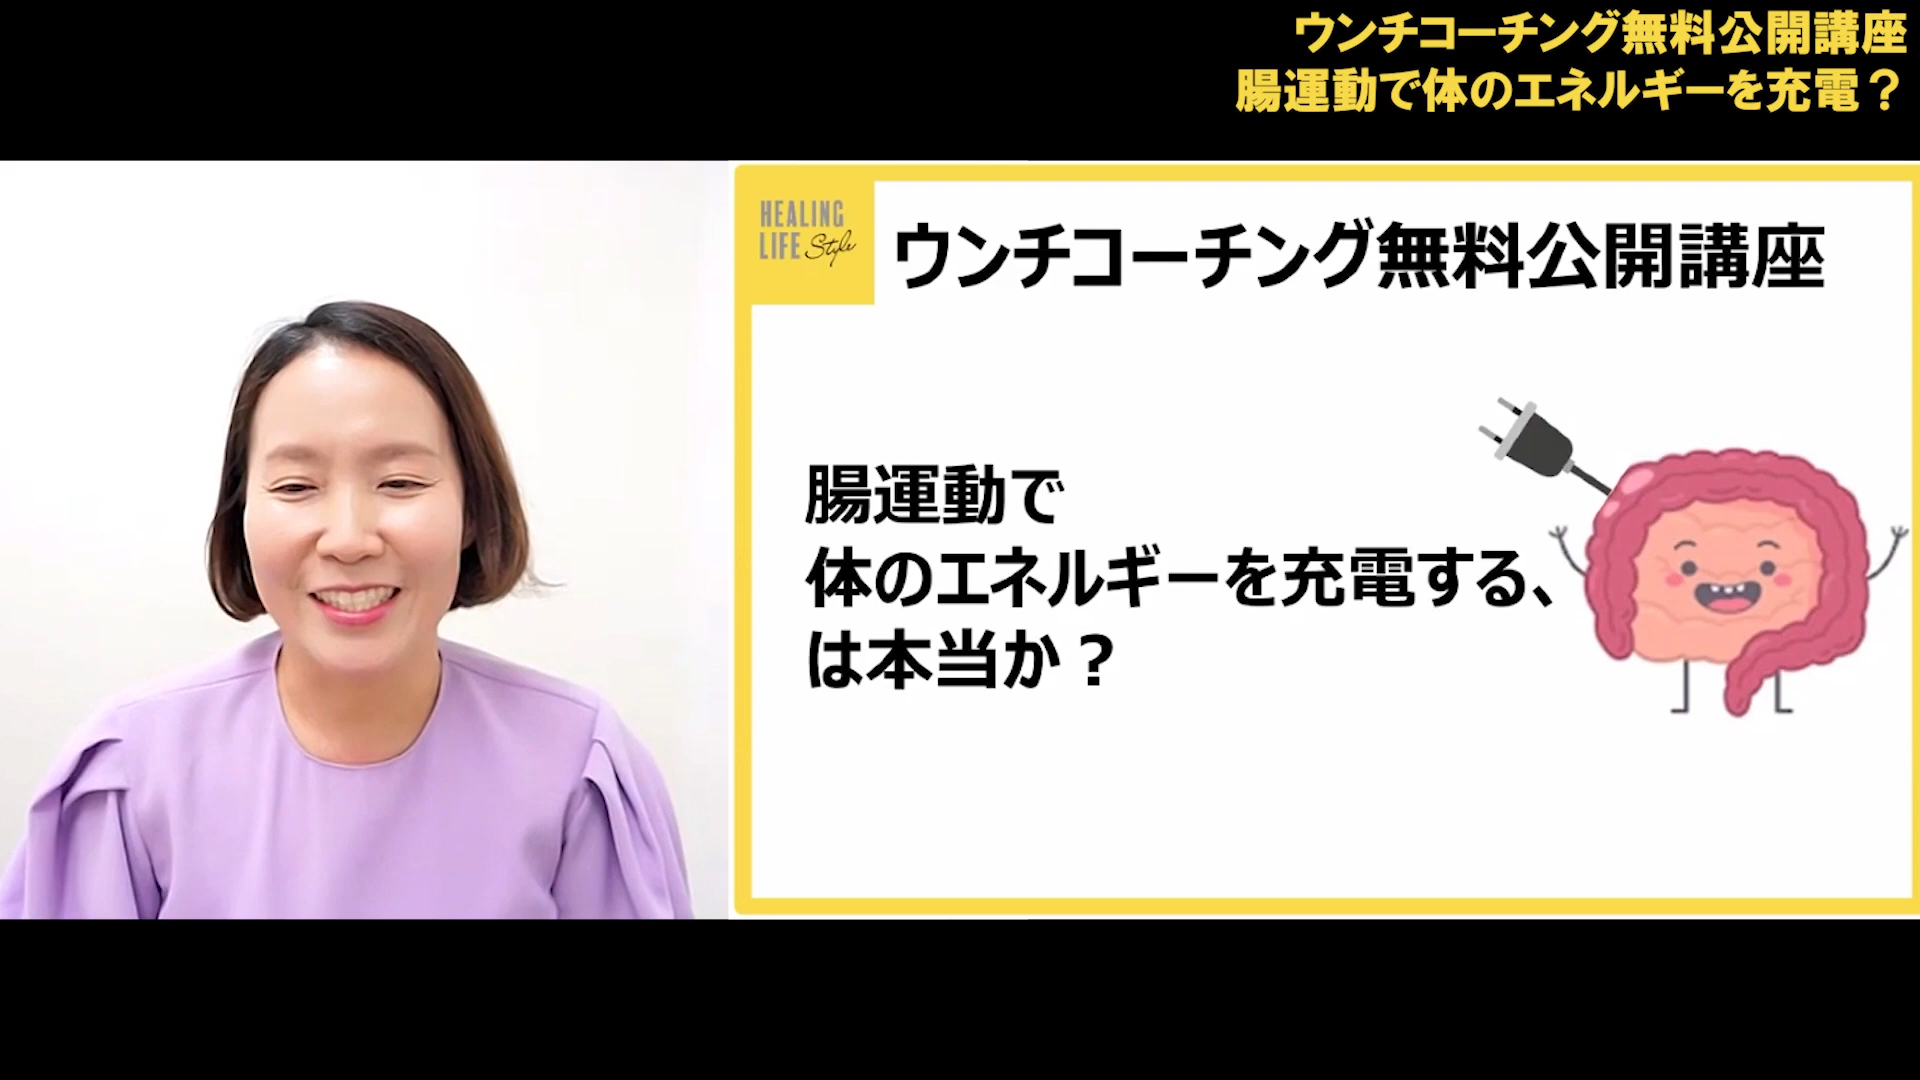 ウンチコーチング無料公開講座
腸運動で体のエネルギーを充電？
HEALING
LIFE Style
ウンチコーチング無料公開講座
腸運動で
体のエネルギーを充電する、
は本当か？